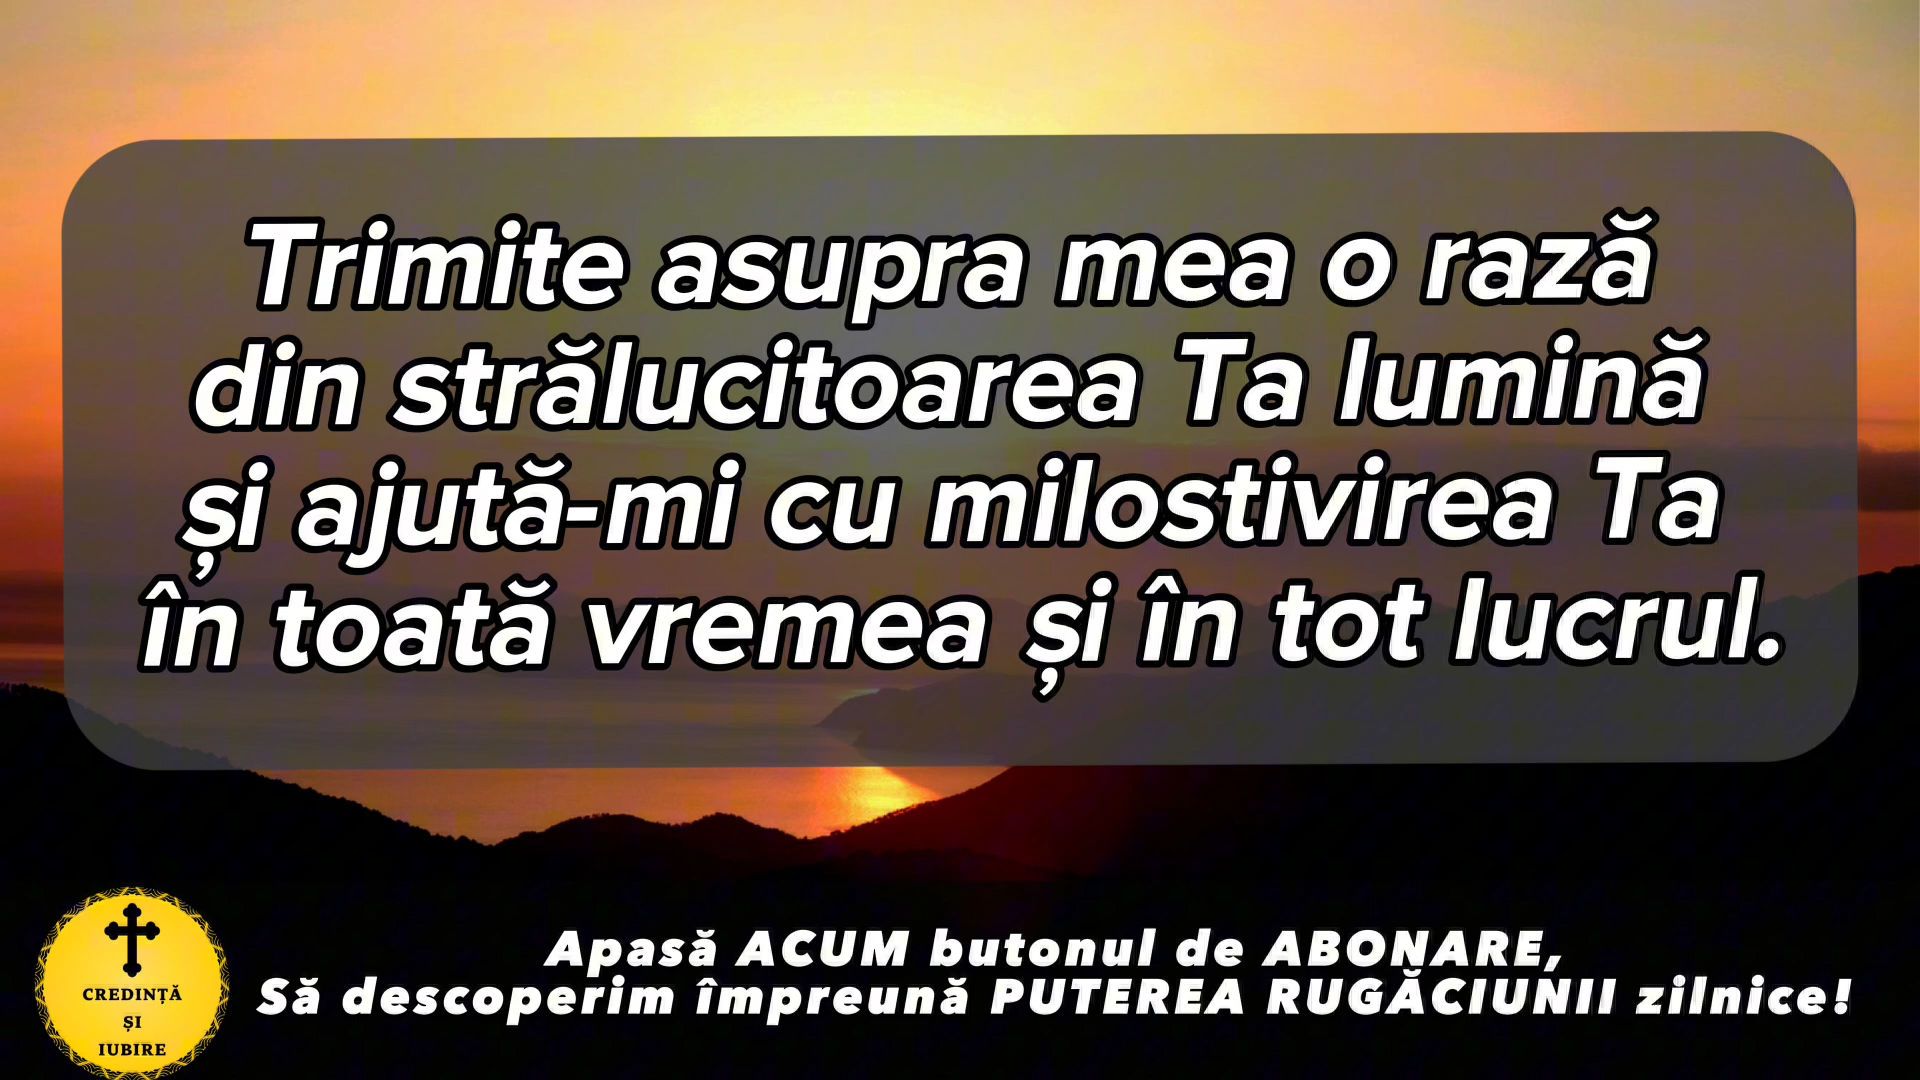 Trimite asupra mea o rază
din strălucitoarea Ta lumină
și ajută-mi cu milostivirea Ta
în toată vremea și în tot lucrul.
Apasă ACUM butonul de ABONARE,
Să descoperim împreună PUTEREA RUGĂCIUNII zilnice!
CREDINȚĂ
ȘI
IUBIRE